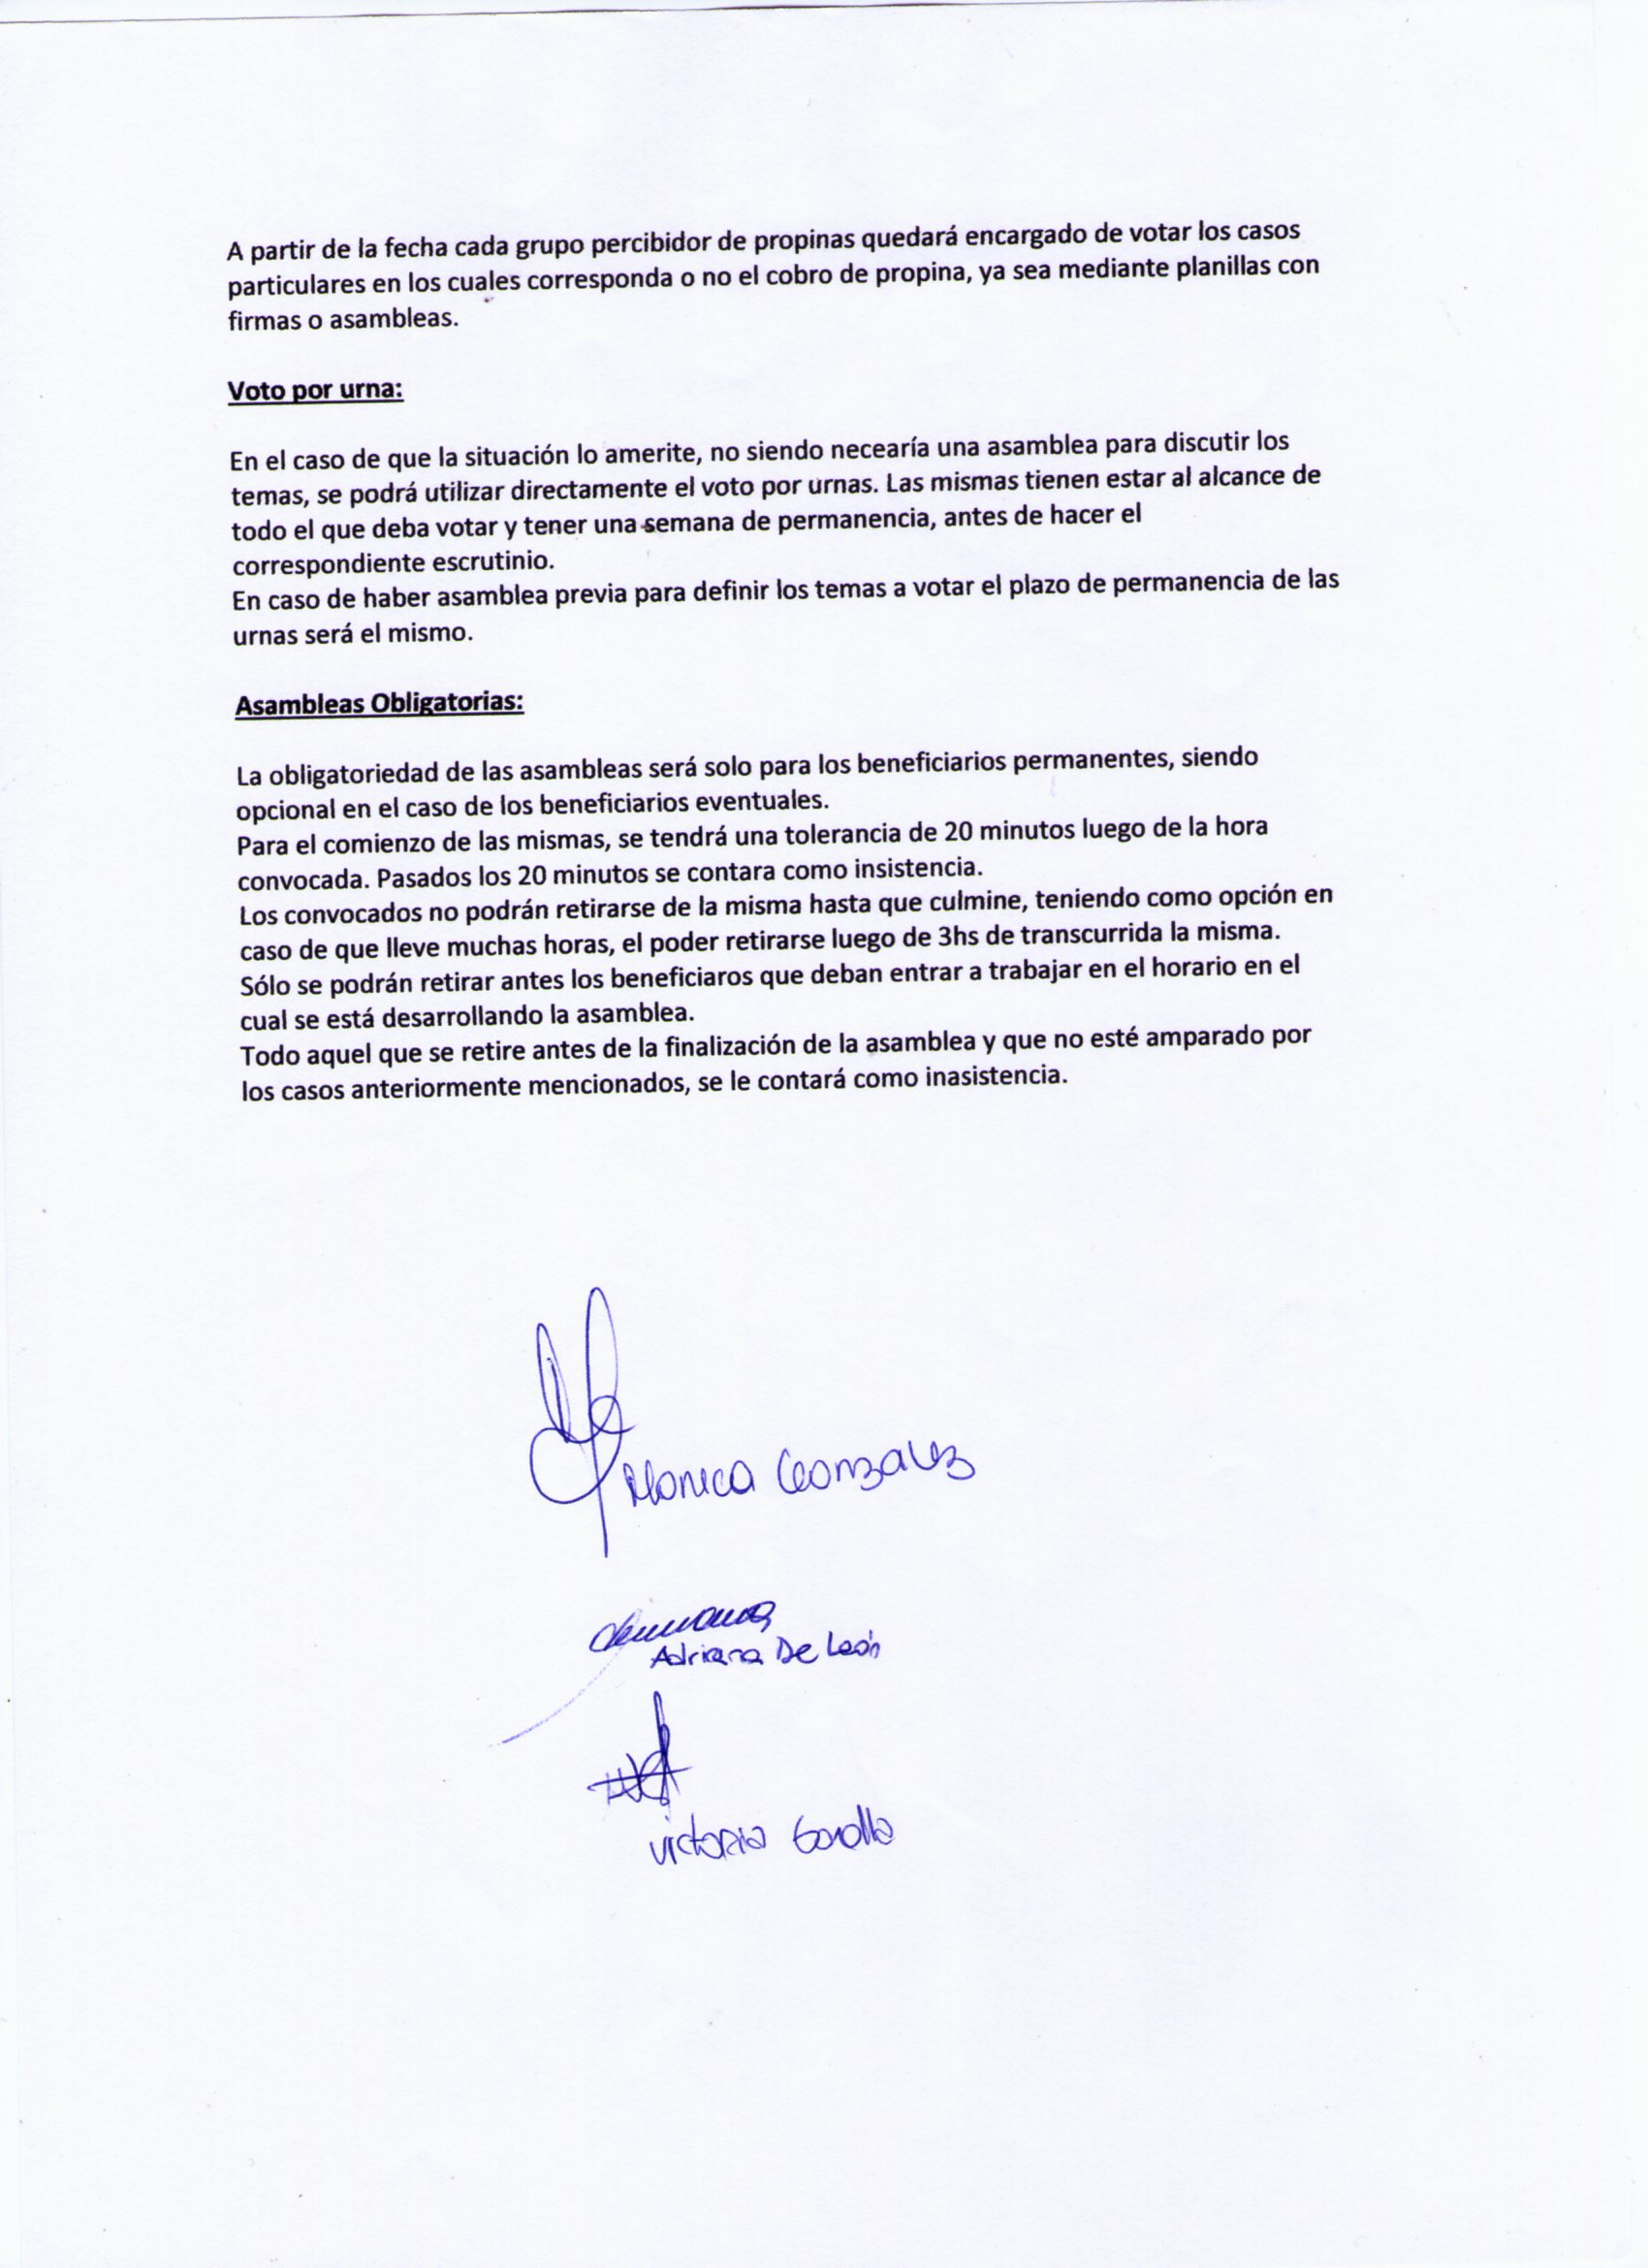 A partir de la fecha cada grupo percibidor de propinas quedará encargado de votar los casos
particulares en los cuales corresponda o no el cobro de propina, ya sea mediante planillas con
firmas o asambleas.
Voto por urna:
En el caso de que la situación lo amerite, no siendo necearía una asamblea para discutir los
temas, se podrá utilizar directamente el voto por urnas. Las mismas tienen estar al alcance de
todo el que deba votar y tener una semana de permanencia, antes de hacer el
correspondiente escrutinio.
En caso de haber asamblea previa para definir los temas a votar el plazo de permanencia de las
urnas será el mismo.
Asambleas Obligatorias:
La obligatoriedad de las asambleas será solo para los beneficiarios permanentes, siendo
opcional en el caso de los beneficiarios eventuales.
Para el comienzo de las mismas, se tendrá una tolerancia de 20 minutos luego de la hora
convocada. Pasados los 20 minutos se contara como insistencia.
Los convocados no podrán retirarse de la misma hasta que culmine, teniendo como opción en
caso de que lleve muchas horas, el poder retirarse luego de 3hs de transcurrida la misma.
Sólo se podrán retirar antes los beneficiaros que deban entrar a trabajar en el horario en el
cual se está desarrollando la asamblea.
Todo aquel que se retire antes de la finalización de la asamblea y que no esté amparado por
los casos anteriormente mencionados, se le contará como inasistencia.
Monica Gonzalez
Adriana De León
victoria